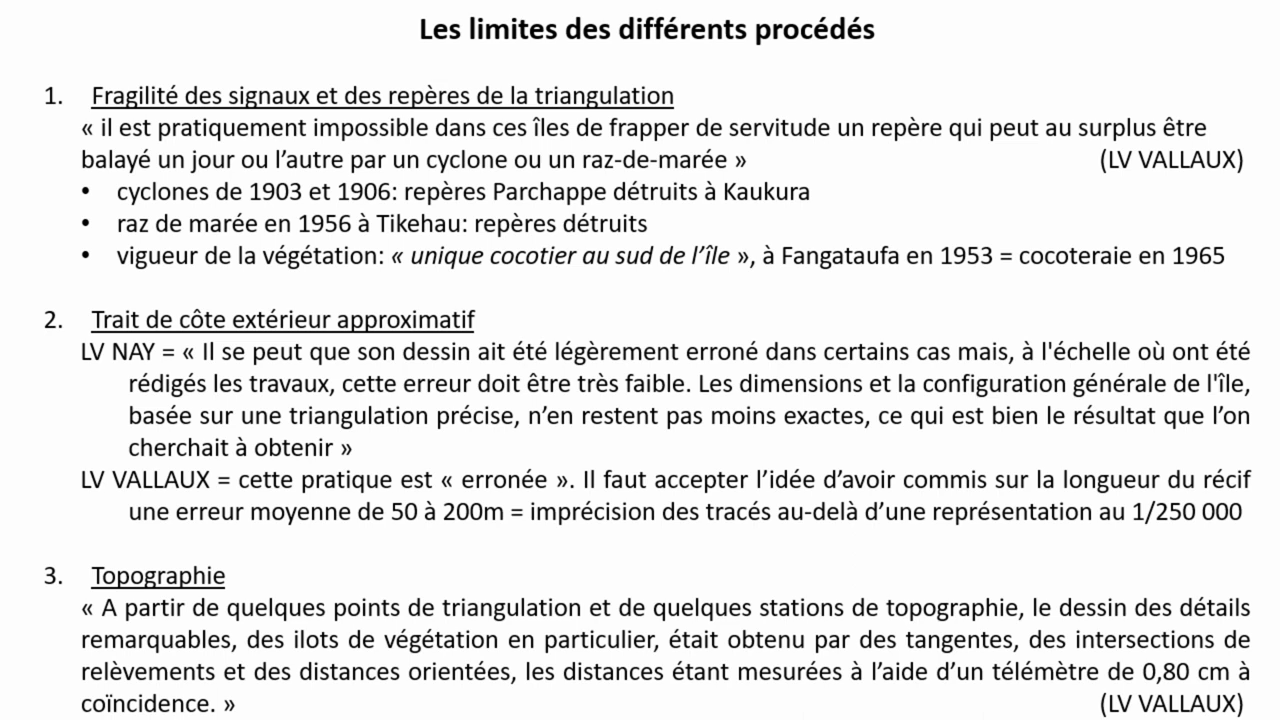 Les limites des différents procédés
1. Fragilité des signaux et des repères de la triangulation
« il est pratiquement impossible dans ces îles de frapper de servitude un repère qui peut au surplus être
balayé un jour ou l’autre par un cyclone ou un raz-de-marée » (LV VALLAUX)
• cyclones de 1903 et 1906: repères Parchappe détruits à Kaukura
• raz de marée en 1956 à Tikehau: repères détruits
• vigueur de la végétation: « unique cocotier au sud de l’île », à Fangataufa en 1953 = cocoteraie en 1965
2. Trait de côte extérieur approximatif
LV NAY = « Il se peut que son dessin ait été légèrement erroné dans certains cas mais, à l'échelle où ont été
rédigés les travaux, cette erreur doit être très faible. Les dimensions et la configuration générale de l'île,
basée sur une triangulation précise, n’en restent pas moins exactes, ce qui est bien le résultat que l’on
cherchait à obtenir »
LV VALLAUX = cette pratique est « erronée ». Il faut accepter l’idée d’avoir commis sur la longueur du récif
une erreur moyenne de 50 à 200m = imprécision des tracés au-delà d’une représentation au 1/250 000
3. Topographie
« A partir de quelques points de triangulation et de quelques stations de topographie, le dessin des détails
remarquables, des ilots de végétation en particulier, était obtenu par des tangentes, des intersections de
relèvements et des distances orientées, les distances étant mesurées à l’aide d’un télémètre de 0,80 cm à
coïncidence. » (LV VALLAUX)